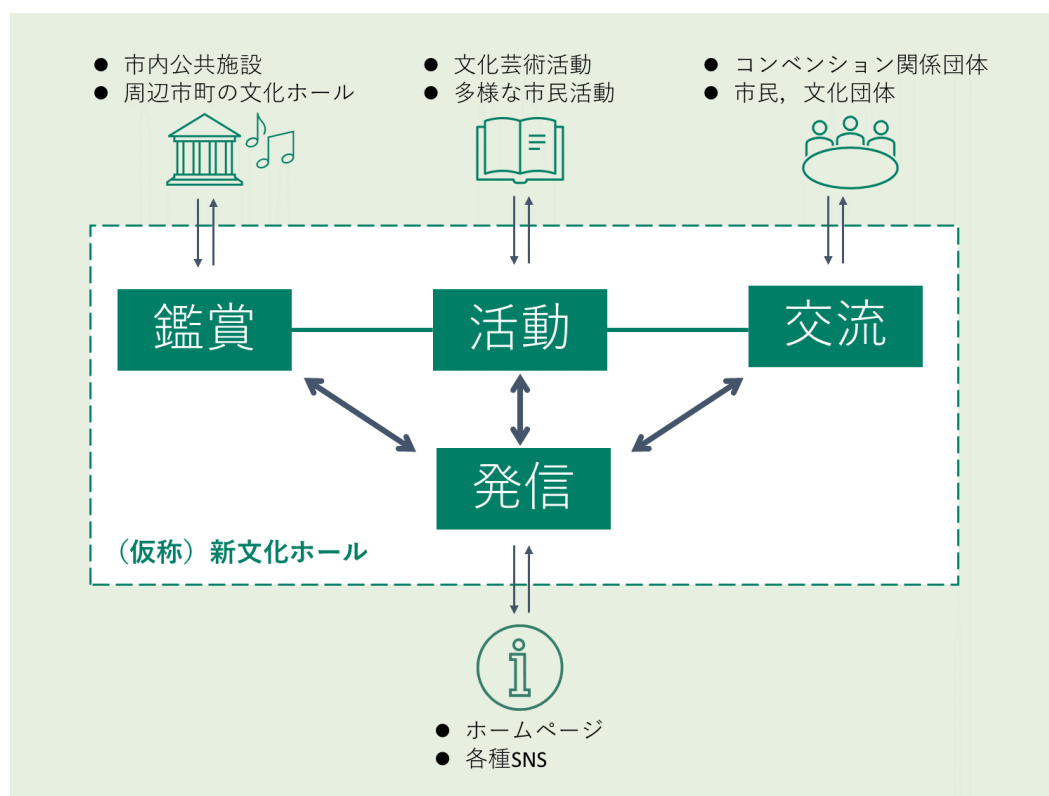 ● 市内公共施設
● 周辺市町の文化ホール
● 文化芸術活動
● 多様な市民活動
● コンベンション関係団体
● 市民，文化団体
鑑賞
活動
交流
発信
（仮称）新文化ホール
● ホームページ
● 各種SNS